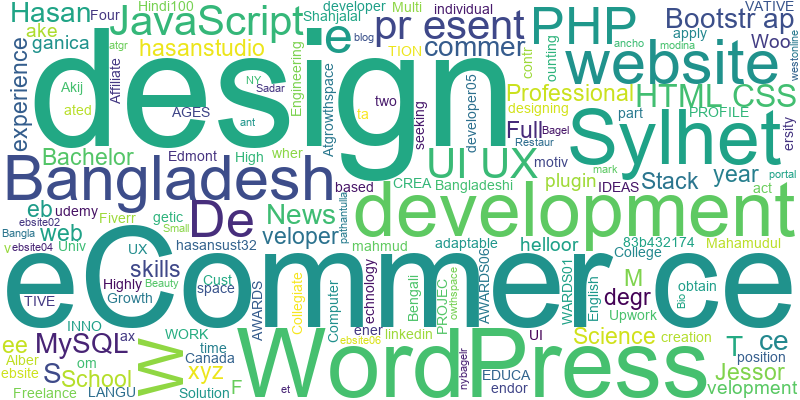 Hasan
JavaScript
Hindi100
Four
Shahjalal
developer
Multi
individual
VATIVE
ake
ganica
hasanstudio
ie
pr esent
commer
PHP
Bootstr ap
apply
Woo
ancho
modina
westonline
blog
atgr
NY
Sadar
experience
Akij
ated
Affiliate
AGES
ant
Engineering
Atgrowthspace
TION
ta
design
two
seeking
developer05
contr
ounting
Professional
designing
website
HTML CSS
Full
Bagel
Restaur
part
PROFILE
ersity
Bachelor
Edmont
High
wher
UI UX
motiv
mark
Sylhet
Bangladesh
De
based
CREA
Bangladeshi
plugin
IDEAS
Stack
year
act
portal
eb
udemy
Fiverr
getic
Small
News
pathantulla
development
ebsite02
Bangla
web
v
ebsite04
Univ
UX
hasansust32
veloper
mahmud
adaptable
helloor
83b432174
Mahamudul
College
eCommer ce
skills
Highly
Beauty
TIVE
Growth
Cust
space
AWARDS
Collegiate
Computer
echnology
Bengali
PROJEC
owthspace
AWARDS06
WARDS01
English
M
degr
obtain
Bio
Upwork
INNO
WORK
MySQL
ax
time
Canada
xyz
ener
ebsite06
linkedin
UI
T
Science
creation
ce
position
ee
Alber
ebsite
S
School
om
Solution
Freelance
LANGU
F
W
WordPress
et
nybagelr
EDUCA
endor
Jessor
velopment